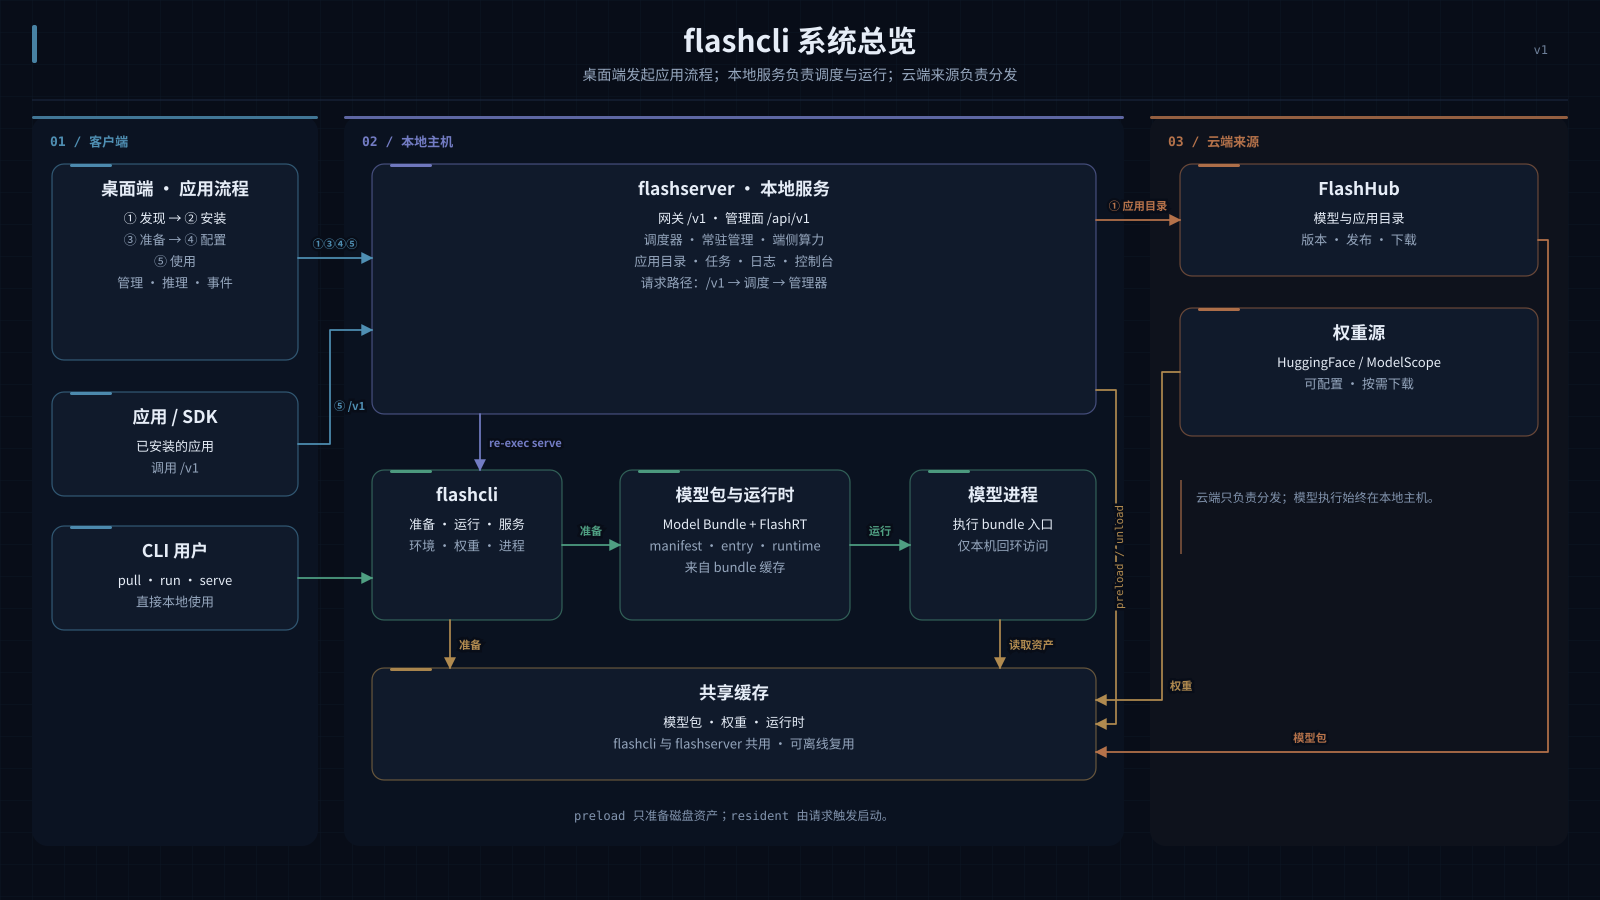 flashcli 系统总览
桌面端发起应用流程；本地服务负责调度与运行；云端来源负责分发
v1
01 / 客户端
桌面端 · 应用流程
① 发现 → ② 安装
③ 准备 → ④ 配置
⑤ 使用
管理 · 推理 · 事件
①③④⑤
应用 / SDK
已安装的应用
调用 /v1
⑤ /v1
CLI 用户
pull · run · serve
直接本地使用
02 / 本地主机
flashserver · 本地服务
网关 /v1 · 管理面 /api/v1
调度器 · 常驻管理 · 端侧算力
应用目录 · 任务 · 日志 · 控制台
请求路径：/v1 → 调度 → 管理器
re-exec serve
flashcli
准备 · 运行 · 服务
环境 · 权重 · 进程
准备
模型包与运行时
Model Bundle + FlashRT
manifest · entry · runtime
来自 bundle 缓存
运行
模型进程
执行 bundle 入口
仅本机回环访问
preload / unload
准备
读取资产
共享缓存
模型包 · 权重 · 运行时
flashcli 与 flashserver 共用 · 可离线复用
preload 只准备磁盘资产；resident 由请求触发启动。
03 / 云端来源
① 应用目录
FlashHub
模型与应用目录
版本 · 发布 · 下载
权重源
HuggingFace / ModelScope
可配置 · 按需下载
云端只负责分发；模型执行始终在本地主机。
权重
模型包